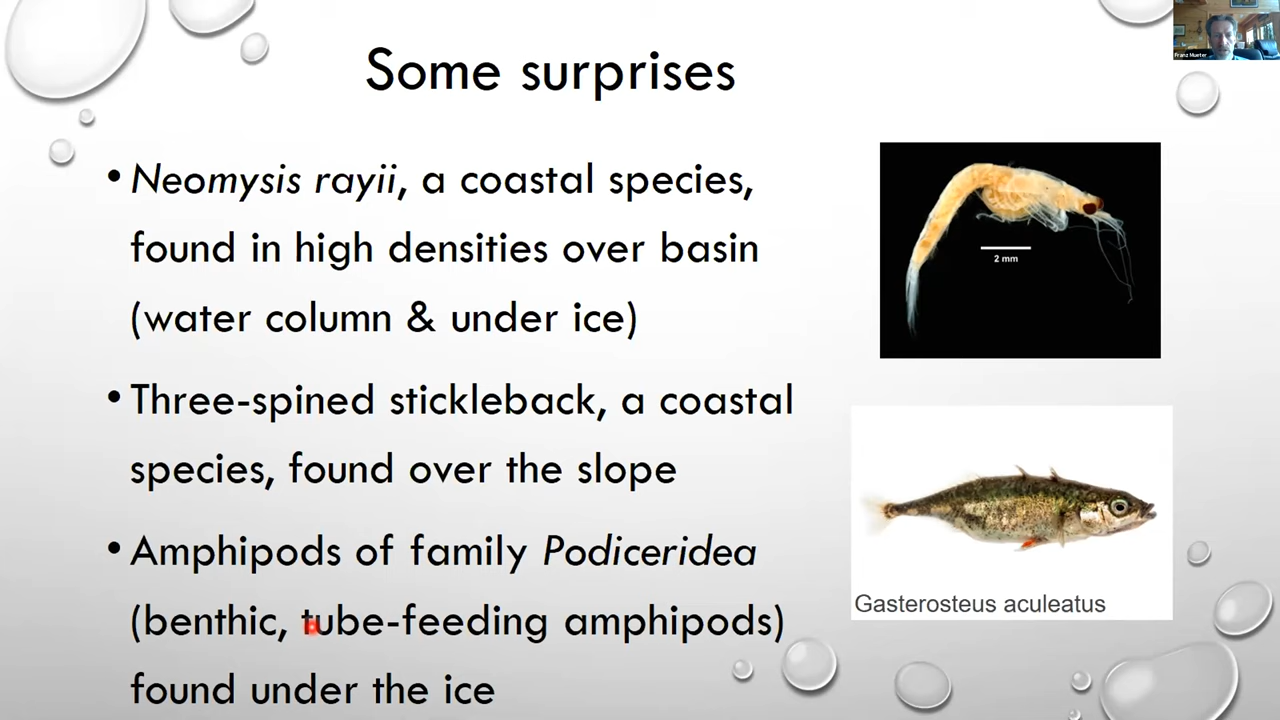 Some surprises
Franz Mueter
• Neomysis rayii, a coastal species,
found in high densities over basin
(water column & under ice)
2 mm
• Three-spined stickleback, a coastal
species, found over the slope
• Amphipods of family Podiceridea
(benthic, tube-feeding amphipods)
found under the ice
Gasterosteus aculeatus